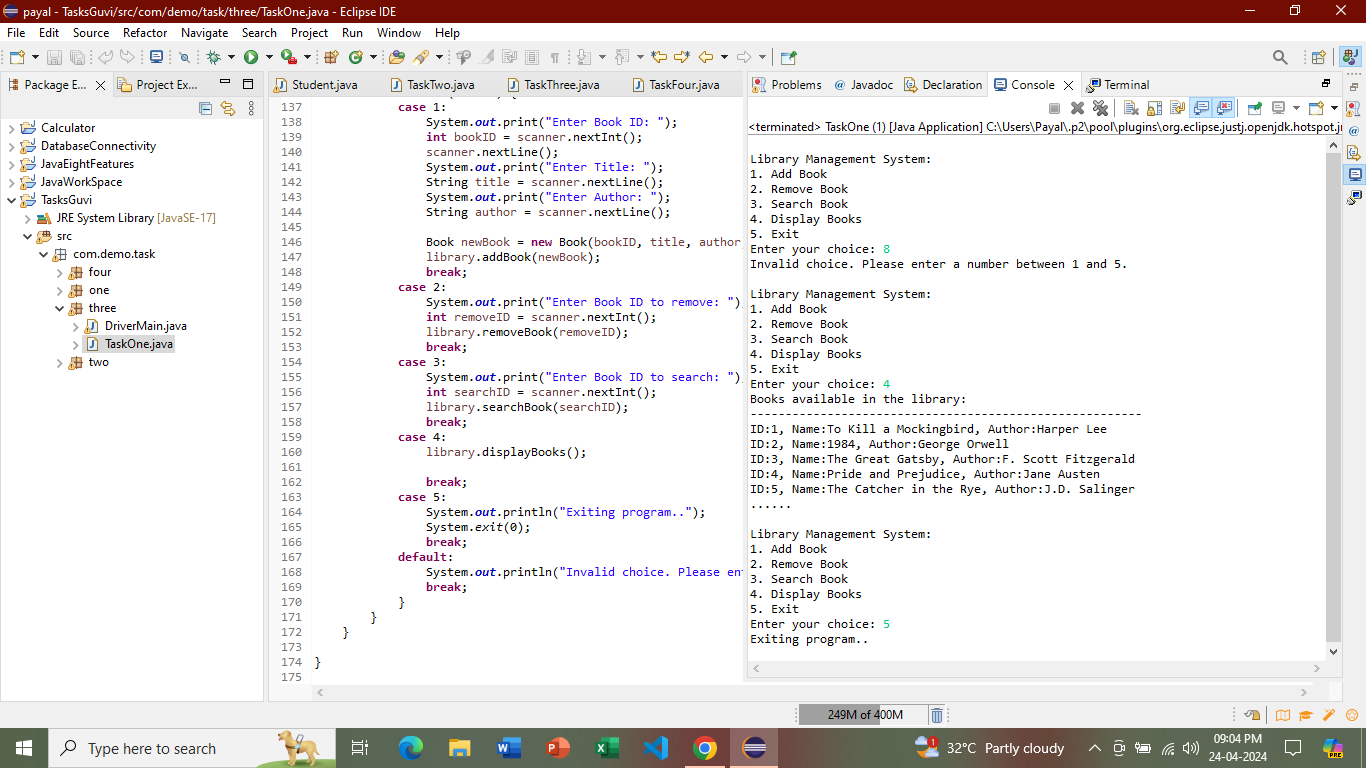 payal - TasksGuvi/src/com/demo/task/three/TaskOne.java - Eclipse IDE
File Edit Source Refactor Navigate Search Project Run Window Help
Package E... Project Ex...
Calculator
DatabaseConnectivity
JavaEightFeatures
JavaWorkSpace
TasksGuvi
JRE System Library [JavaSE-17]
src
com.demo.task
four
one
three
DriverMain.java
TaskOne.java
two
Student.java TaskTwo.java TaskThree.java TaskFour.java
137 case 1:
138 System.out.print("Enter Book ID: ");
139 int bookID = scanner.nextInt();
140 scanner.nextLine();
141 System.out.print("Enter Title: ");
142 String title = scanner.nextLine();
143 System.out.print("Enter Author: ");
144 String author = scanner.nextLine();
145
146 Book newBook = new Book(bookID, title, author
147 library.addBook(newBook);
148 break;
149 case 2:
150 System.out.print("Enter Book ID to remove: ")
151 int removeID = scanner.nextInt();
152 library.removeBook(removeID);
153 break;
154 case 3:
155 System.out.print("Enter Book ID to search: ")
156 int searchID = scanner.nextInt();
157 library.searchBook(searchID);
158 break;
159 case 4:
160 library.displayBooks();
161
162 break;
163 case 5:
164 System.out.println("Exiting program..");
165 System.exit(0);
166 break;
167 default:
168 System.out.println("Invalid choice. Please en
169 break;
170 }
171 }
172 }
173
174 }
175
Problems @ Javadoc Declaration Console Terminal
<terminated> TaskOne (1) [Java Application] C:\Users\Payal\.p2\pool\plugins\org.eclipse.justj.openjdk.hotspot.jr
Library Management System:
1. Add Book
2. Remove Book
3. Search Book
4. Display Books
5. Exit
Enter your choice: 8
Invalid choice. Please enter a number between 1 and 5.
Library Management System:
1. Add Book
2. Remove Book
3. Search Book
4. Display Books
5. Exit
Enter your choice: 4
Books available in the library:
--------------------------------------------------------
ID:1, Name:To Kill a Mockingbird, Author:Harper Lee
ID:2, Name:1984, Author:George Orwell
ID:3, Name:The Great Gatsby, Author:F. Scott Fitzgerald
ID:4, Name:Pride and Prejudice, Author:Jane Austen
ID:5, Name:The Catcher in the Rye, Author:J.D. Salinger
......
Library Management System:
1. Add Book
2. Remove Book
3. Search Book
4. Display Books
5. Exit
Enter your choice: 5
Exiting program..
249M of 400M
Type here to search
32°C Partly cloudy
09:04 PM
24-04-2024